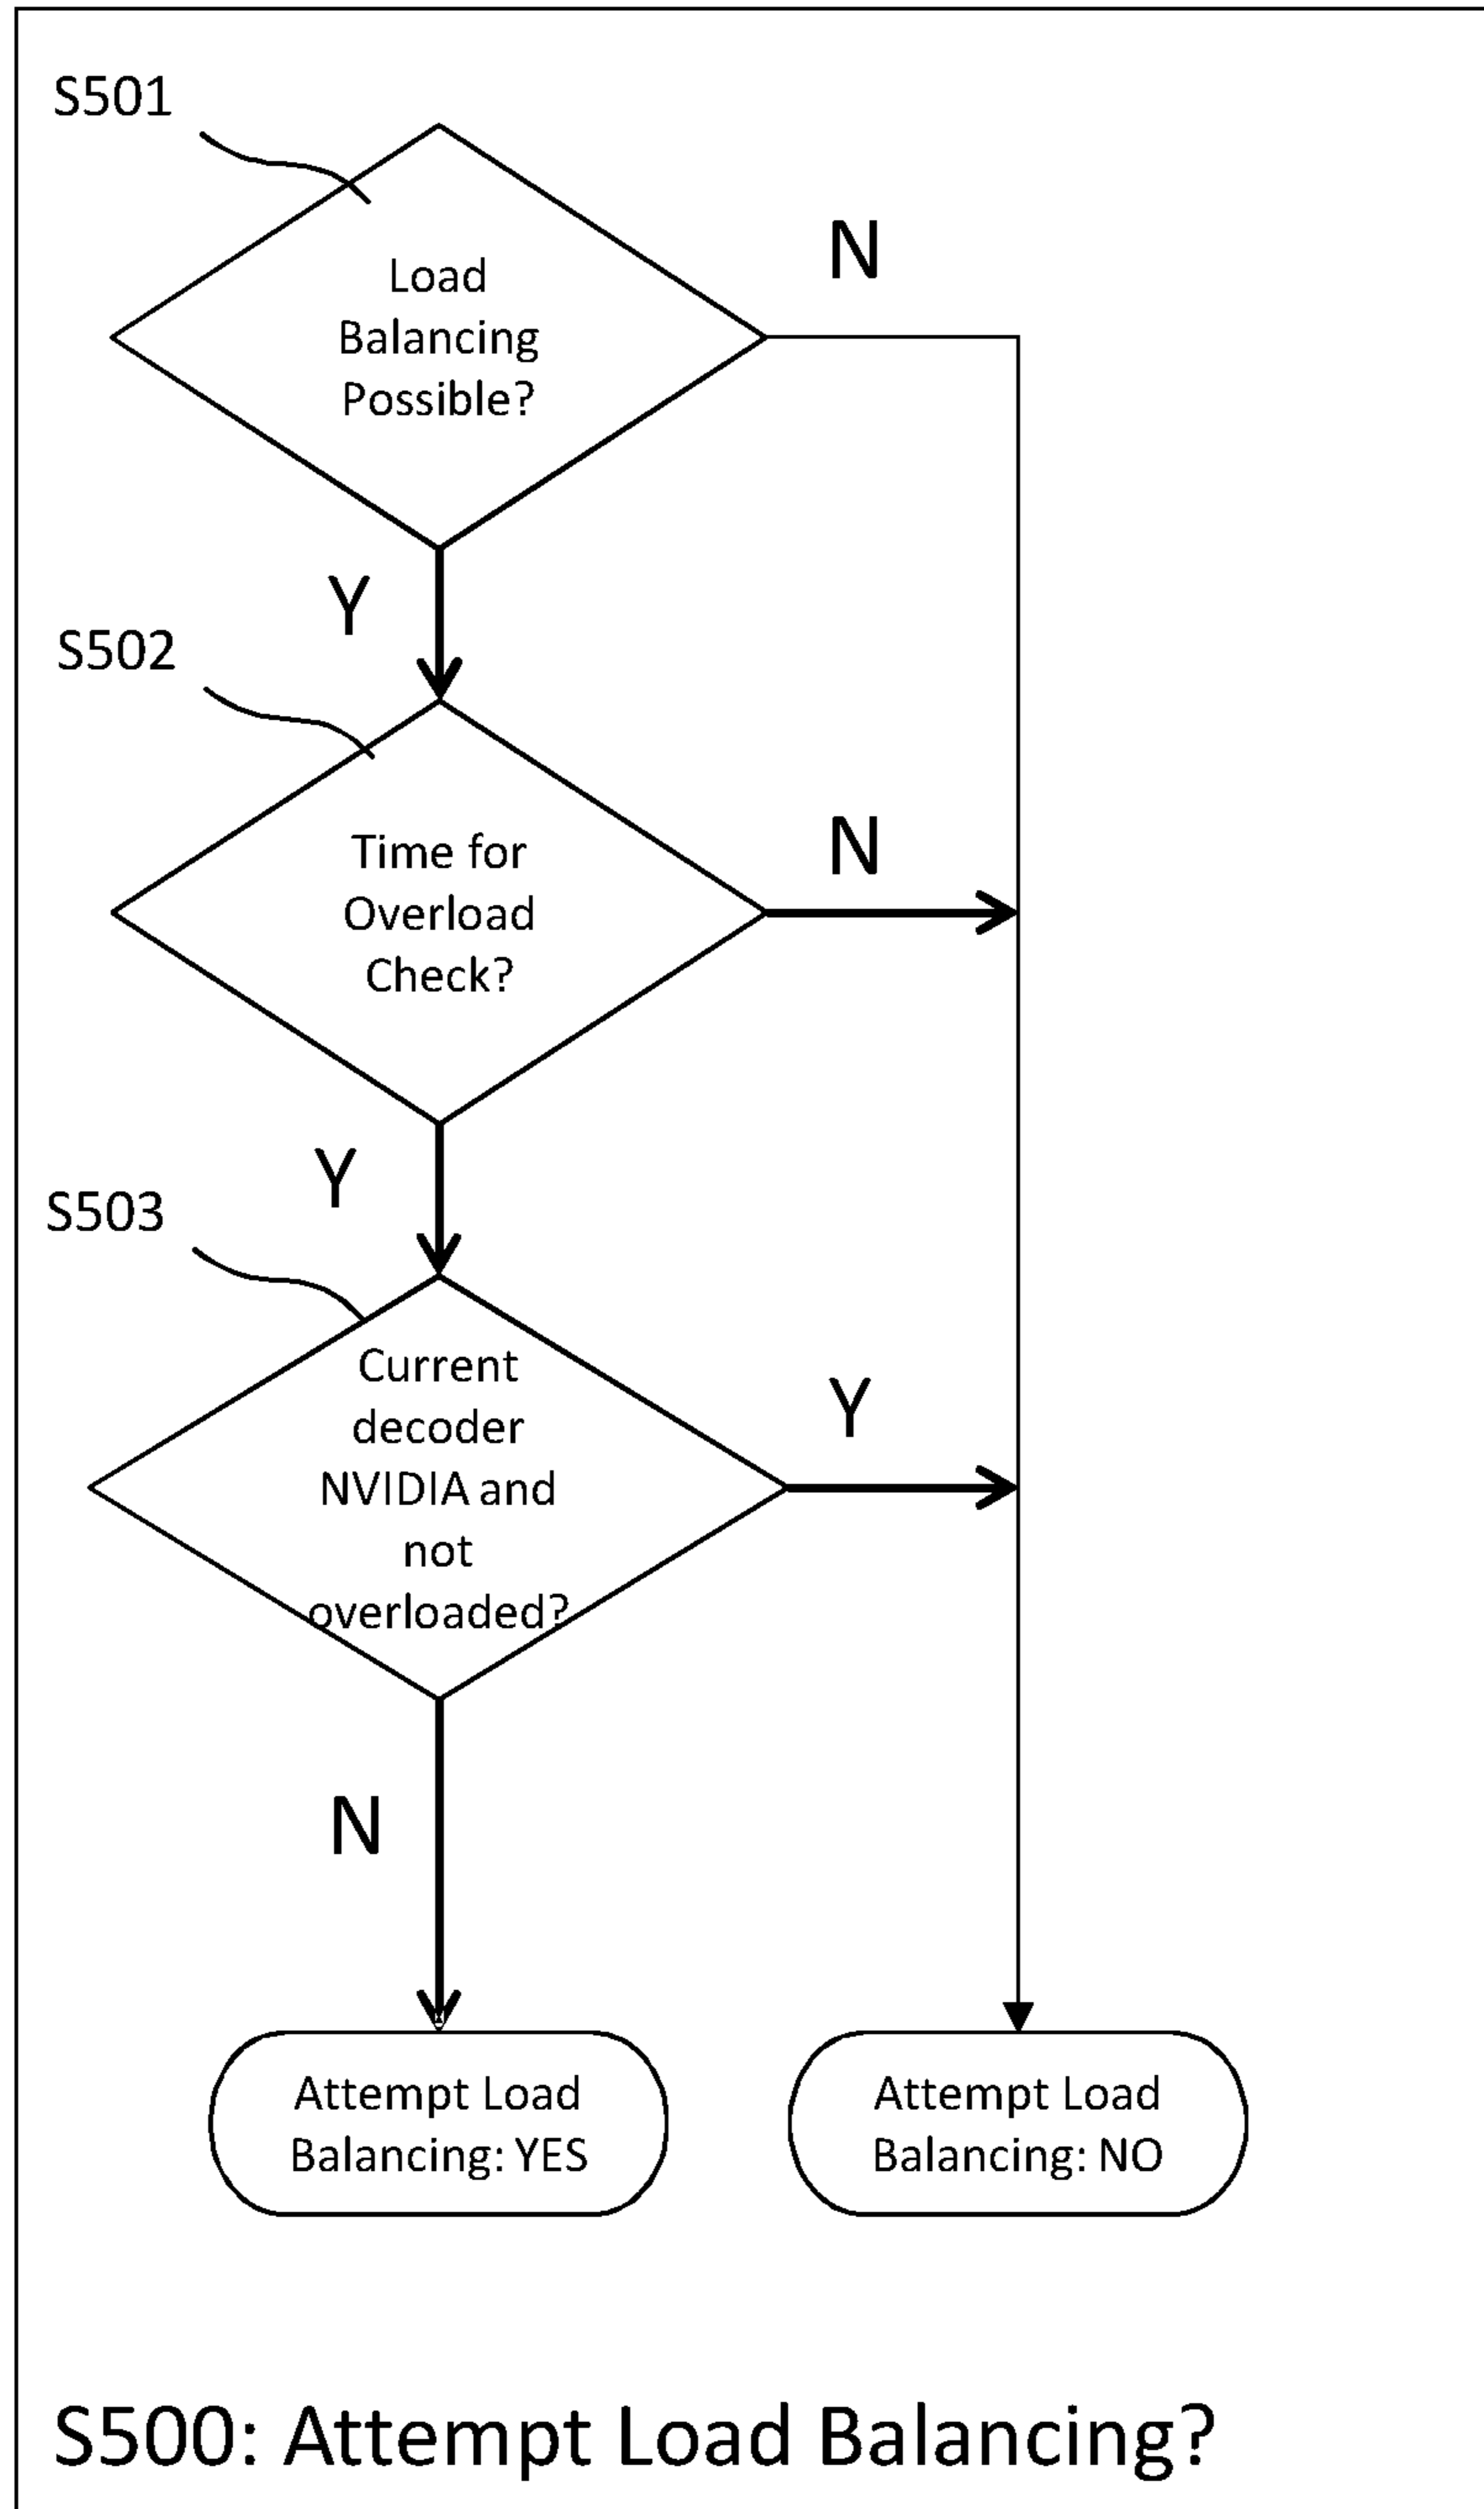 S501
Load
Balancing
Possible?
N
Y
S502
Time for
Overload
Check?
N
Y
S503
Current
decoder
NVIDIA and
not
overloaded?
Y
N
Attempt Load
Balancing: YES
Attempt Load
Balancing: NO
S500: Attempt Load Balancing?